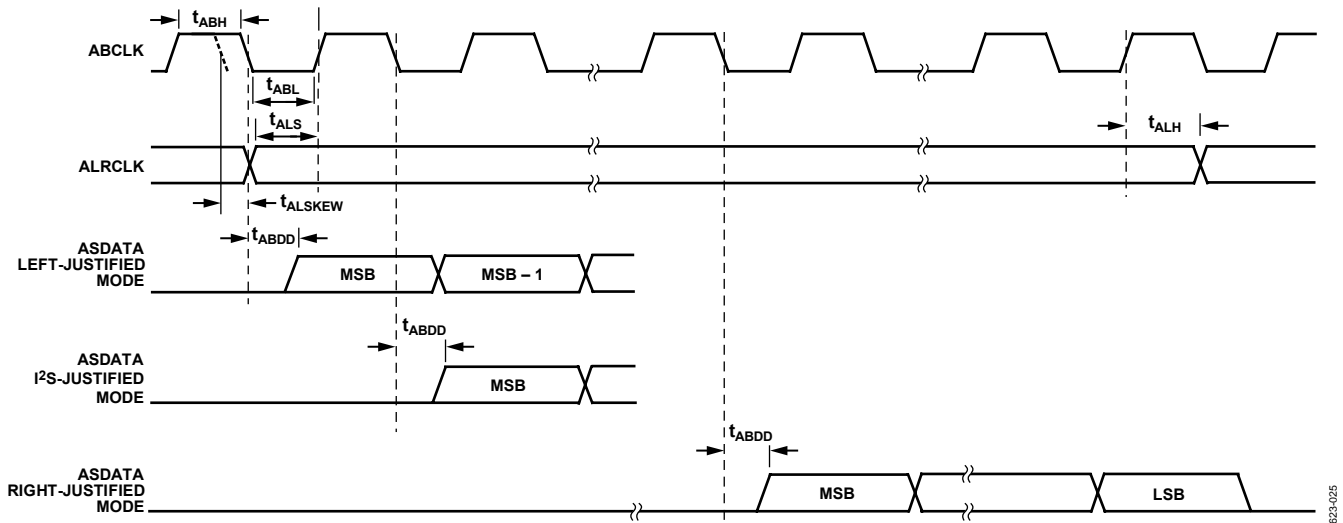 tABH
ABCLK
tABL
tALS
tALH
ALRCLK
tALSKEW
tABDD
ASDATA
LEFT-JUSTIFIED
MODE
MSB
MSB – 1
tABDD
ASDATA
I2S-JUSTIFIED
MODE
MSB
tABDD
ASDATA
RIGHT-JUSTIFIED
MODE
MSB
LSB
623-025